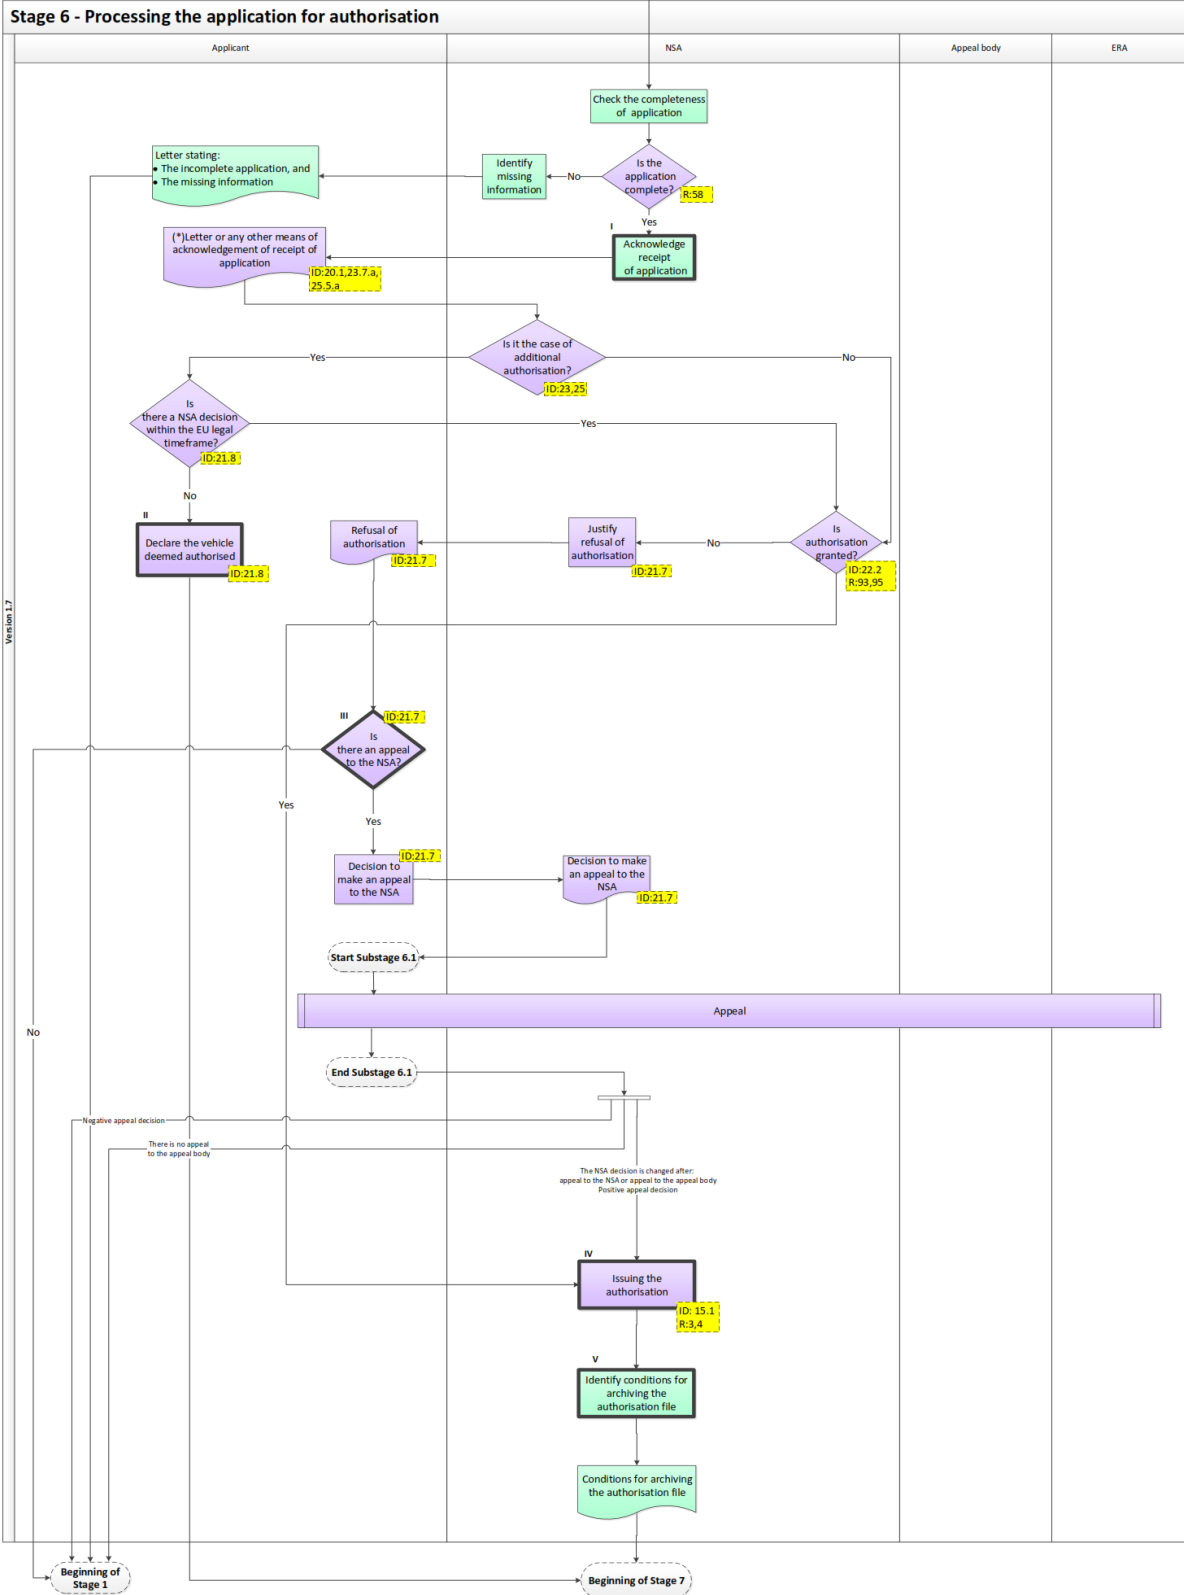 Stage 6 - Processing the application for authorisation
Applicant
NSA
Appeal body
ERA
Version 1.7
Check the completeness
of application
Is the
application
complete?
R:58
No
Identify
missing
information
Letter stating:
• The incomplete application, and
• The missing information
Yes
I
Acknowledge
receipt
of application
(*)Letter or any other means of
acknowledgement of receipt of
application
ID:20.1,23.7.a,
25.5.a
Is it the case of
additional
authorisation?
ID:23,25
Yes
No
Is
there a NSA decision
within the EU legal
timeframe?
ID:21.8
Yes
No
II
Declare the vehicle
deemed authorised
ID:21.8
Refusal of
authorisation
ID:21.7
Justify
refusal of
authorisation
ID:21.7
No
Is
authorisation
granted?
ID:22.2
R:93,95
III
ID:21.7
Is
there an appeal
to the NSA?
Yes
Yes
ID:21.7
Decision to
make an appeal
to the NSA
Decision to make
an appeal to the
NSA
ID:21.7
Start Substage 6.1
Appeal
No
End Substage 6.1
Negative appeal decision
There is no appeal
to the appeal body
The NSA decision is changed after:
appeal to the NSA or appeal to the appeal body
Positive appeal decision
IV
Issuing the
authorisation
ID: 15.1
R:3,4
V
Identify conditions for
archiving the
authorisation file
Conditions for archiving
the authorisation file
Beginning of
Stage 1
Beginning of Stage 7